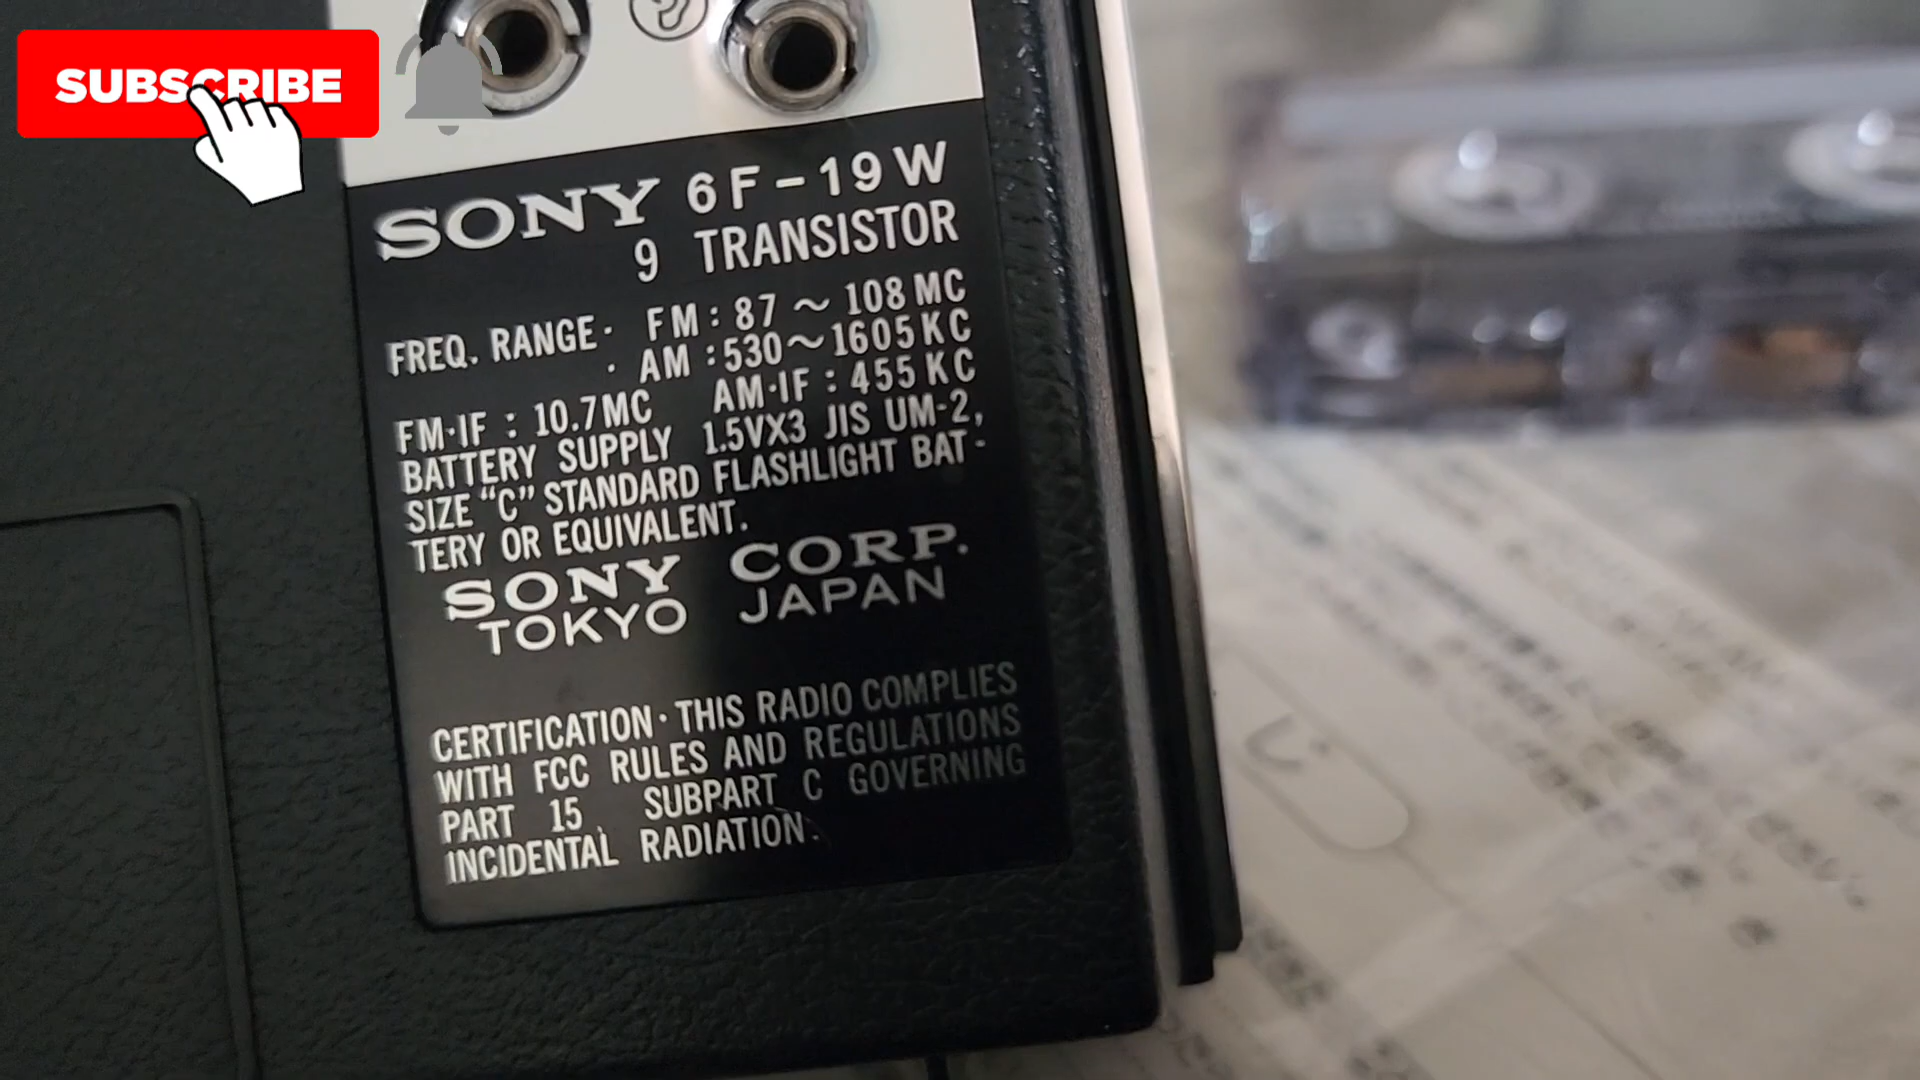 SUBSCRIBE
SONY 6F-19W
9 TRANSISTOR
FREQ. RANGE· FM : 87 ~ 108 MC
· AM : 530~1605 KC
FM·IF : 10.7MC AM·IF : 455 KC
BATTERY SUPPLY 1.5VX3 JIS UM-2,
SIZE “C” STANDARD FLASHLIGHT BAT-
TERY OR EQUIVALENT.
SONY CORP.
TOKYO JAPAN
CERTIFICATION· THIS RADIO COMPLIES
WITH FCC RULES AND REGULATIONS
PART 15, SUBPART C GOVERNING
INCIDENTAL RADIATION.